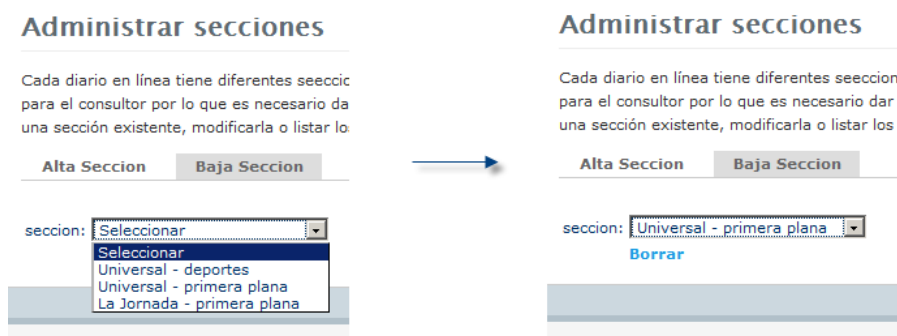 Administrar secciones
Cada diario en línea tiene diferentes seeccio
para el consultor por lo que es necesario da
una sección existente, modificarla o listar lo
Alta Seccion Baja Seccion
seccion: Seleccionar
Seleccionar
Universal - deportes
Universal - primera plana
La Jornada - primera plana
Administrar secciones
Cada diario en línea tiene diferentes seeccion
para el consultor por lo que es necesario dar
una sección existente, modificarla o listar los
Alta Seccion Baja Seccion
seccion: Universal - primera plana
Borrar